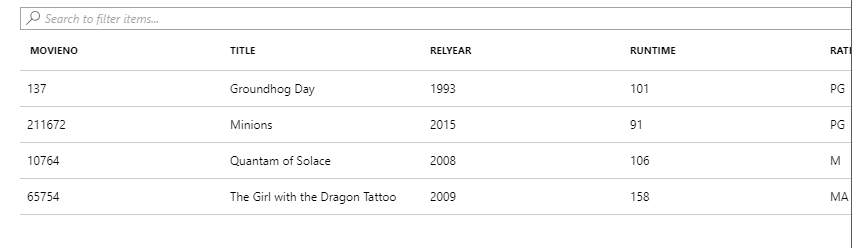 Search to filter items...
MOVIENO TITLE RELYEAR RUNTIME RATI
137 Groundhog Day 1993 101 PG
211672 Minions 2015 91 PG
10764 Quantam of Solace 2008 106 M
65754 The Girl with the Dragon Tattoo 2009 158 MA